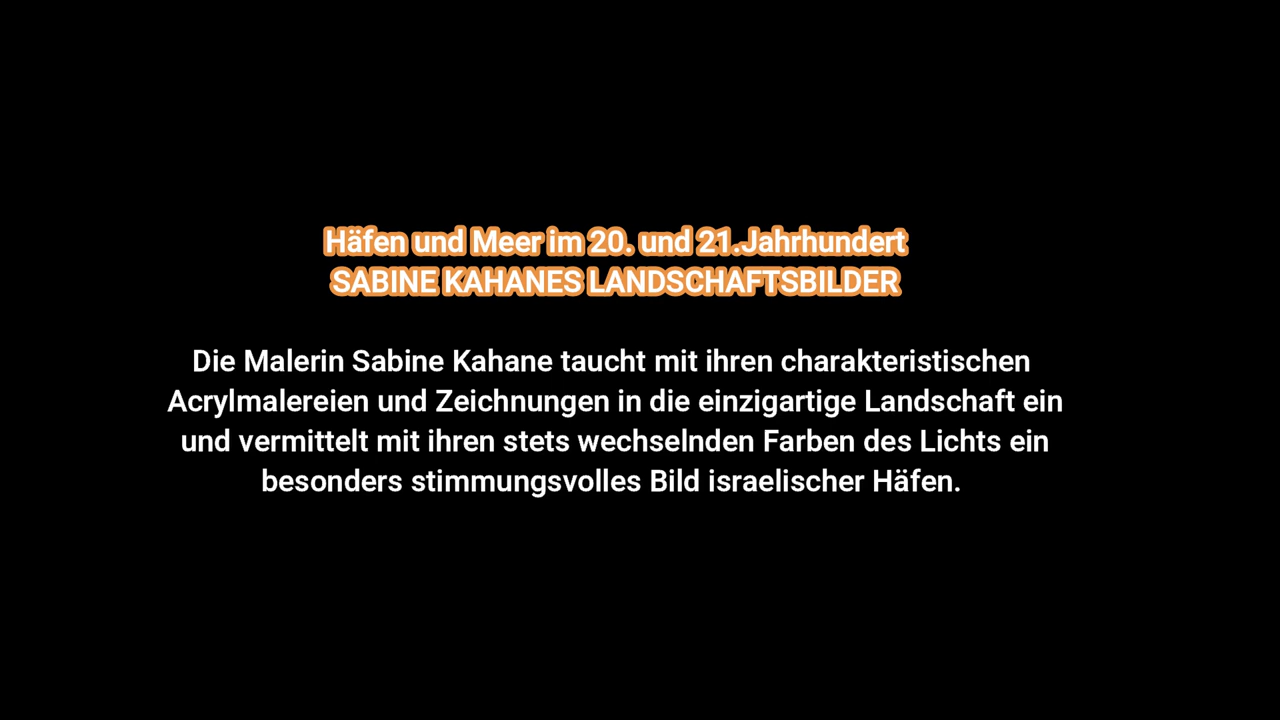 Häfen und Meer im 20. und 21.Jahrhundert
SABINE KAHANES LANDSCHAFTSBILDER
Die Malerin Sabine Kahane taucht mit ihren charakteristischen
Acrylmalereien und Zeichnungen in die einzigartige Landschaft ein
und vermittelt mit ihren stets wechselnden Farben des Lichts ein
besonders stimmungsvolles Bild israelischer Häfen.